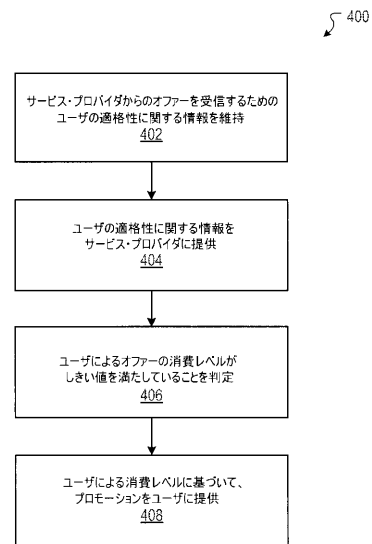 400
サービス・プロバイダからのオファーを受信するための
ユーザの適格性に関する情報を維持
402
ユーザの適格性に関する情報を
サービス・プロバイダに提供
404
ユーザによるオファーの消費レベルが
しきい値を満たしていることを判定
406
ユーザによる消費レベルに基づいて、
プロモーションをユーザに提供
408